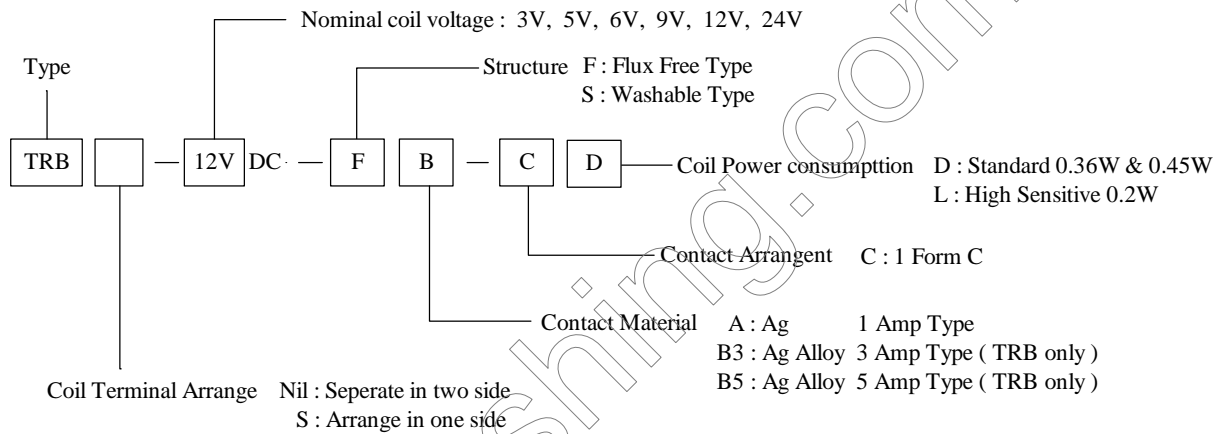 Nominal coil voltage : 3V, 5V, 6V, 9V, 12V, 24V
Type
Structure F : Flux Free Type
S : Washable Type
TRB — 12V DC — F B — C D
Coil Power consumpttion D : Standard 0.36W & 0.45W
L : High Sensitive 0.2W
Contact Arrangent C : 1 Form C
Contact Material A : Ag 1 Amp Type
B3 : Ag Alloy 3 Amp Type ( TRB only )
B5 : Ag Alloy 5 Amp Type ( TRB only )
Coil Terminal Arrange Nil : Seperate in two side
S : Arrange in one side
shing.com